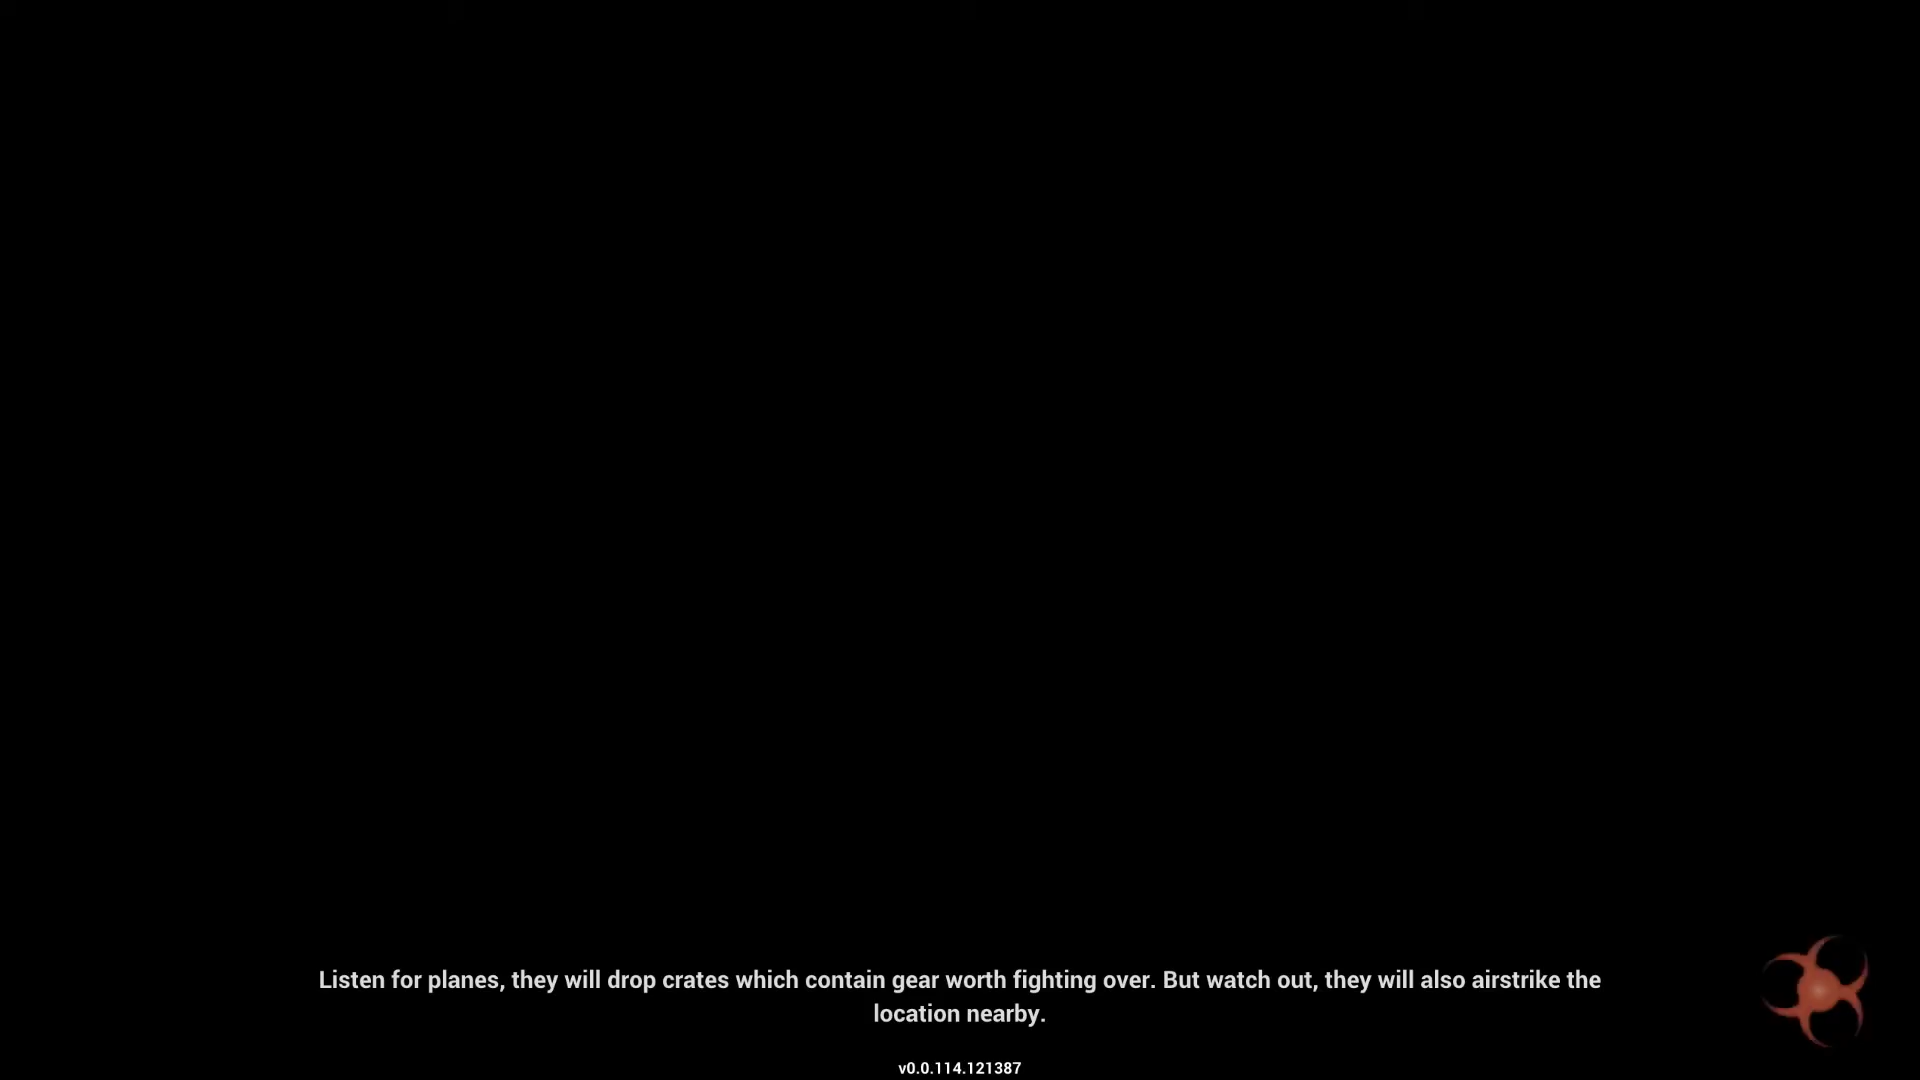 Listen for planes, they will drop crates which contain gear worth fighting over. But watch out, they will also airstrike the
location nearby.
v0.0.114.121387